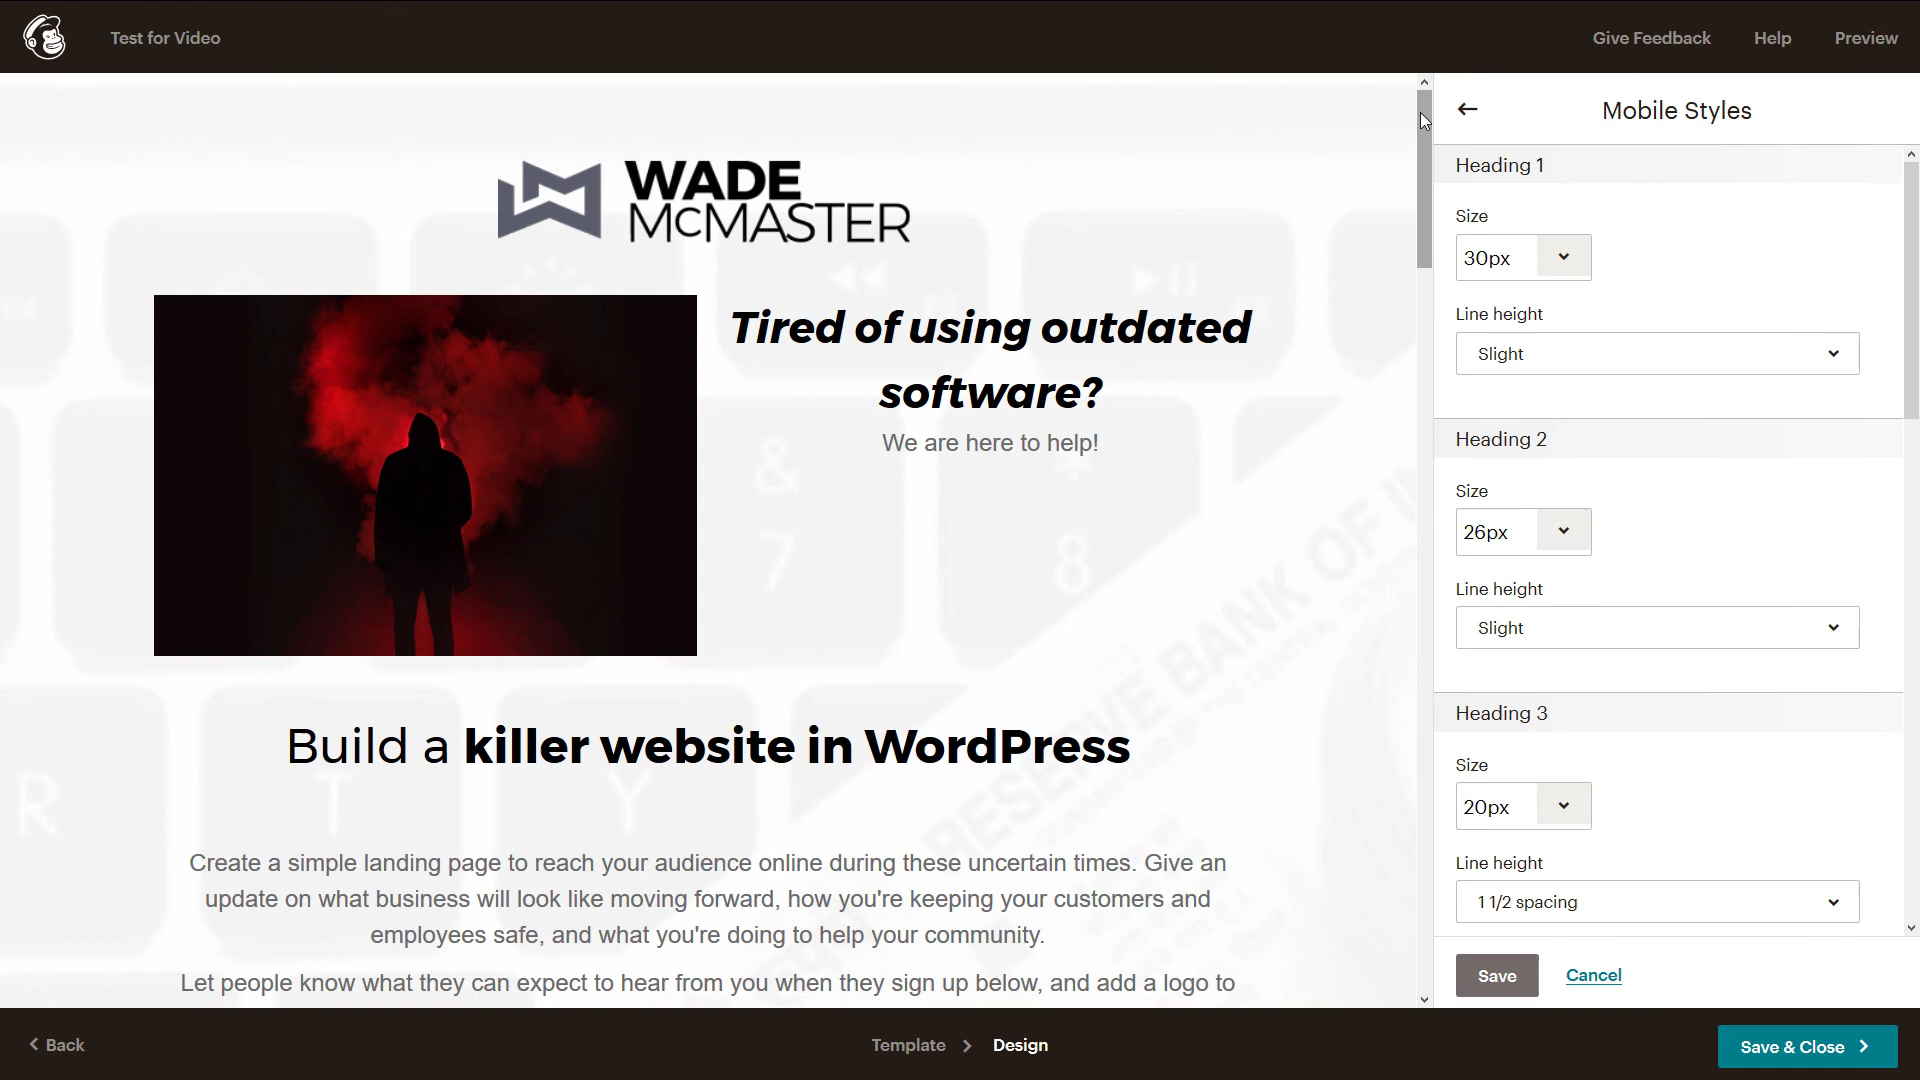 Test for Video
Give Feedback
Help
Preview
WADE
McMASTER
Tired of using outdated
software?
We are here to help!
&
7
8
RESERVE BANK OF IN
R
T
Y
Build a killer website in WordPress
Create a simple landing page to reach your audience online during these uncertain times. Give an
update on what business will look like moving forward, how you're keeping your customers and
employees safe, and what you're doing to help your community.
Let people know what they can expect to hear from you when they sign up below, and add a logo to
Mobile Styles
Heading 1
Size
30px
Line height
Slight
Heading 2
Size
26px
Line height
Slight
Heading 3
Size
20px
Line height
1 1/2 spacing
Save
Cancel
Back
Template
Design
Save & Close